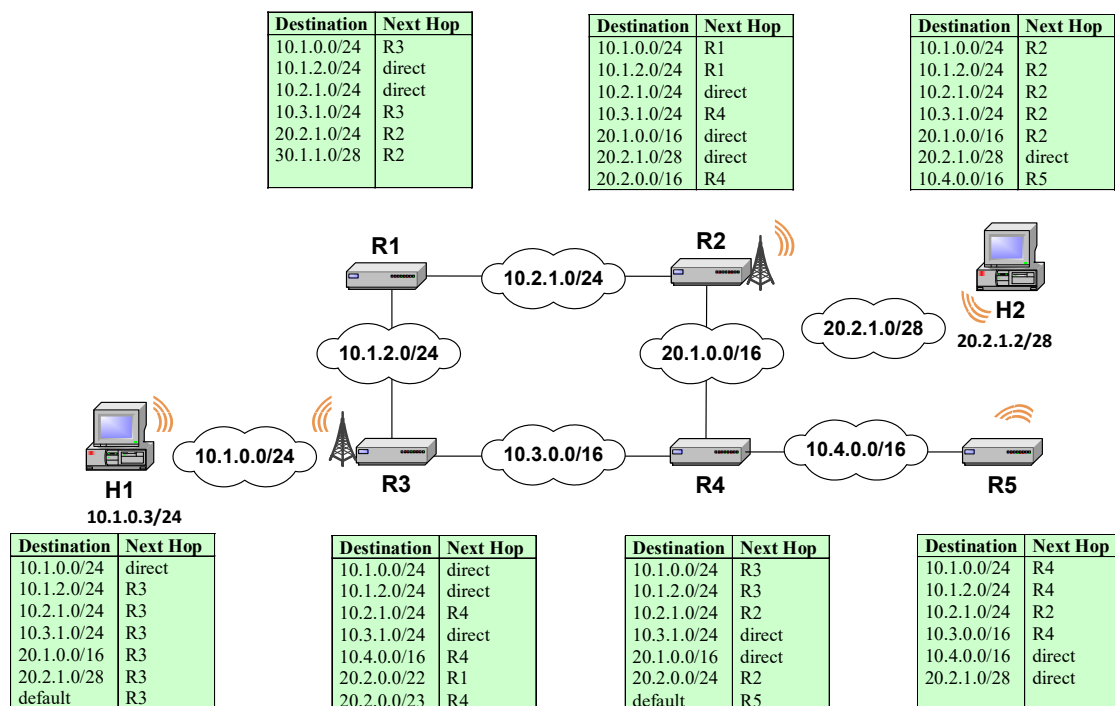 Destination Next Hop
10.1.0.0/24 R3
10.1.2.0/24 direct
10.2.1.0/24 direct
10.3.1.0/24 R3
20.2.1.0/24 R2
30.1.1.0/28 R2
Destination Next Hop
10.1.0.0/24 R1
10.1.2.0/24 R1
10.2.1.0/24 direct
10.3.1.0/24 R4
20.1.0.0/16 direct
20.2.1.0/28 direct
20.2.0.0/16 R4
Destination Next Hop
10.1.0.0/24 R2
10.1.2.0/24 R2
10.2.1.0/24 R2
10.3.1.0/24 R2
20.1.0.0/16 R2
20.2.1.0/28 direct
10.4.0.0/16 R5
R1
R2
10.2.1.0/24
H2
20.2.1.2/28
20.2.1.0/28
10.1.2.0/24
20.1.0.0/16
10.1.0.0/24
10.3.0.0/16
10.4.0.0/16
H1
10.1.0.3/24
R3
R4
R5
Destination Next Hop
10.1.0.0/24 direct
10.1.2.0/24 R3
10.2.1.0/24 R3
10.3.1.0/24 R3
20.1.0.0/16 R3
20.2.1.0/28 R3
default R3
Destination Next Hop
10.1.0.0/24 direct
10.1.2.0/24 direct
10.2.1.0/24 R4
10.3.1.0/24 direct
10.4.0.0/16 R4
20.2.0.0/22 R1
20.2.0.0/23 R4
Destination Next Hop
10.1.0.0/24 R3
10.1.2.0/24 R3
10.2.1.0/24 R2
10.3.1.0/24 direct
20.1.0.0/16 direct
20.2.0.0/24 R2
default R5
Destination Next Hop
10.1.0.0/24 R4
10.1.2.0/24 R4
10.2.1.0/24 R2
10.3.0.0/16 R4
10.4.0.0/16 direct
20.2.1.0/28 direct